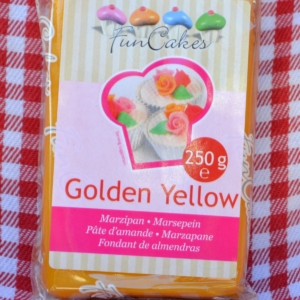 FunCakes
250 g
e
Golden Yellow
Marzipan • Marsepein
Pâte d'amande • Marzapane
Fondant de almendras